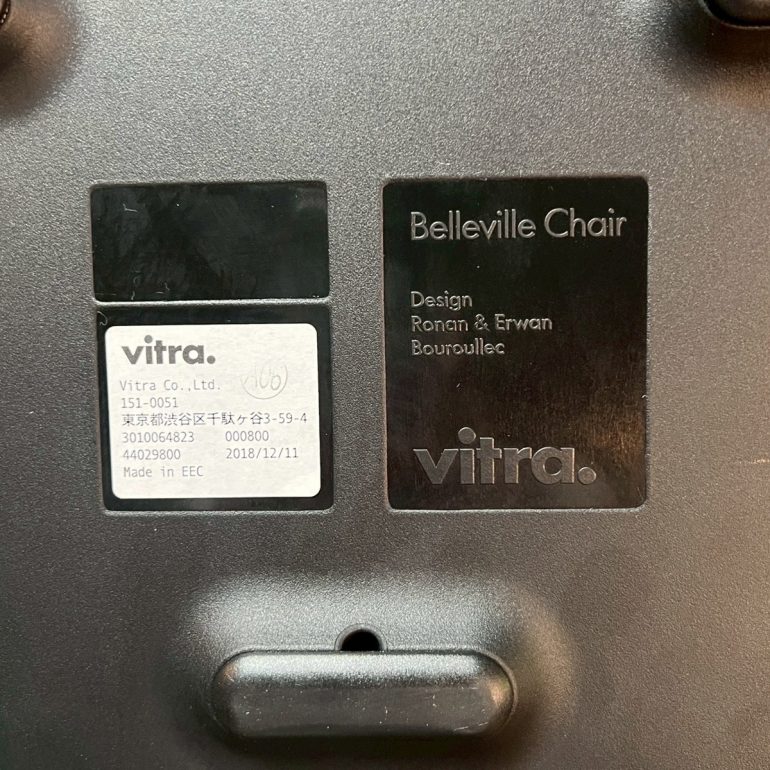 vitra.
Vitra Co.,Ltd.
151-0051
東京都渋谷区千駄ヶ谷3-59-4
3010064823 000800
44029800 2018/12/11
Made in EEC
Belleville Chair
Design
Ronan & Erwan
Bouroullec
vitra.